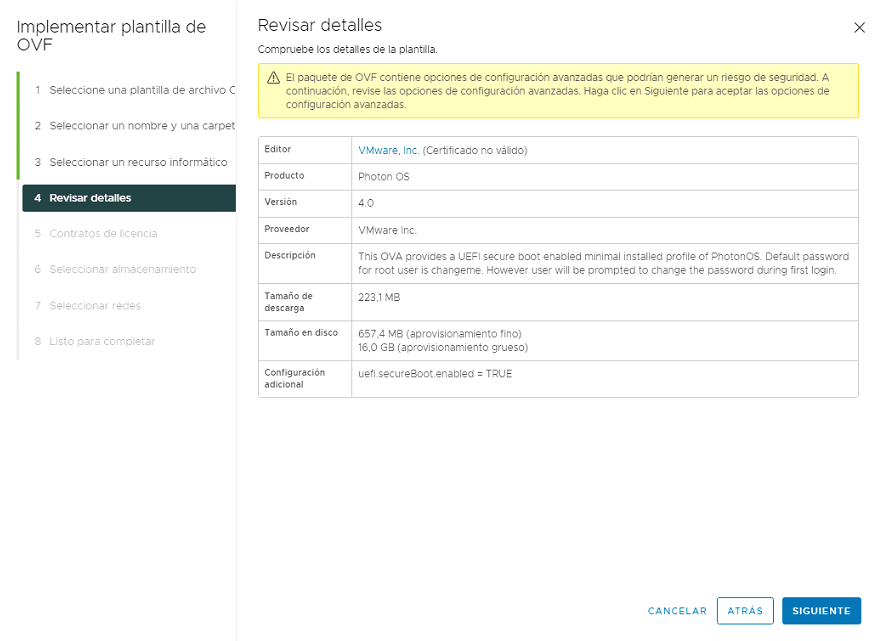 Implementar plantilla de
OVF
1 Seleccione una plantilla de archivo O
2 Seleccionar un nombre y una carpet
3 Seleccionar un recurso informático
4 Revisar detalles
5 Contratos de licencia
6 Seleccionar almacenamiento
7 Seleccionar redes
8 Listo para completar
Revisar detalles
Compruebe los detalles de la plantilla.
El paquete de OVF contiene opciones de configuración avanzadas que podrían generar un riesgo de seguridad. A
continuación, revise las opciones de configuración avanzadas. Haga clic en Siguiente para aceptar las opciones de
configuración avanzadas.
Editor VMware, Inc. (Certificado no válido)
Producto Photon OS
Versión 4.0
Proveedor VMware Inc.
Descripción This OVA provides a UEFI secure boot enabled minimal installed profile of PhotonOS. Default password
for root user is changeme. However user will be prompted to change the password during first login.
Tamaño de
descarga 223,1 MB
Tamaño en disco 657,4 MB (aprovisionamiento fino)
16,0 GB (aprovisionamiento grueso)
Configuración
adicional uefi.secureBoot.enabled = TRUE
CANCELAR ATRÁS SIGUIENTE